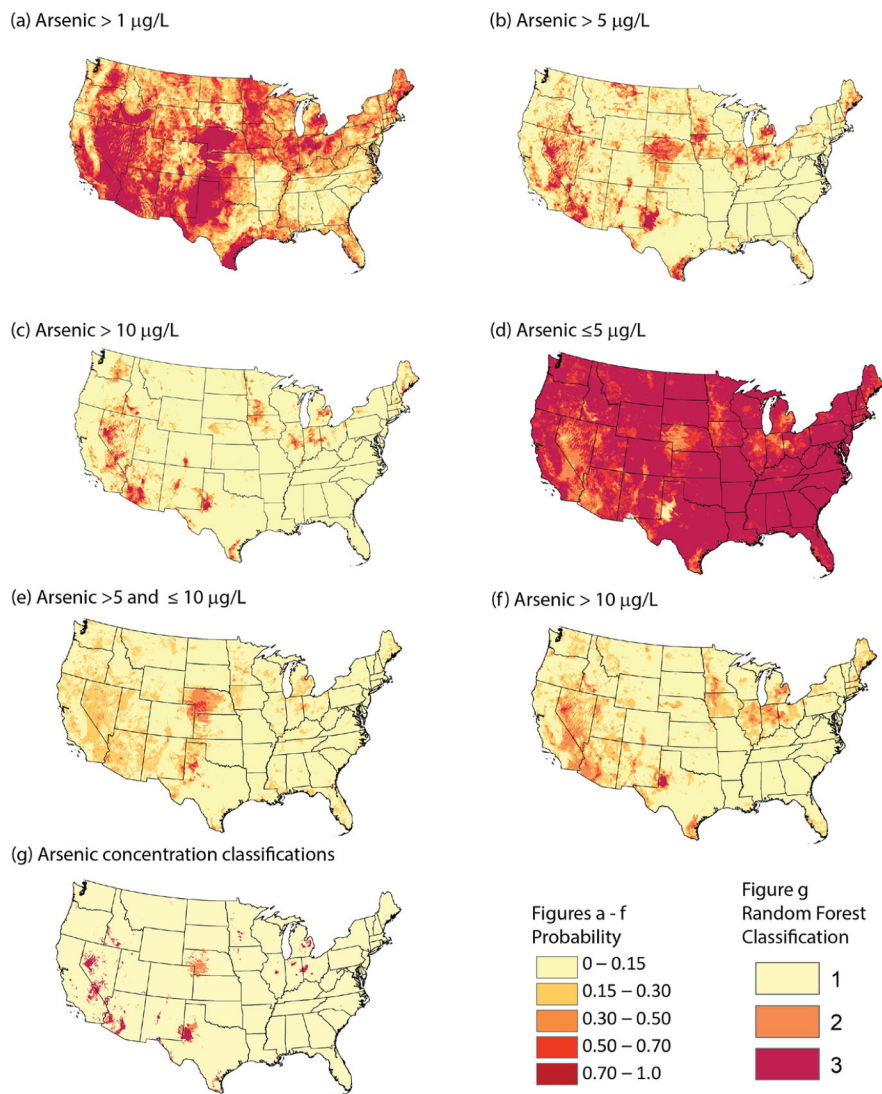 (a) Arsenic > 1 μg/L
(b) Arsenic > 5 μg/L
(c) Arsenic > 10 μg/L
(d) Arsenic ≤5 μg/L
(e) Arsenic >5 and ≤ 10 μg/L
(f) Arsenic > 10 μg/L
(g) Arsenic concentration classifications
Figures a - f
Probability
0 – 0.15
0.15 – 0.30
0.30 – 0.50
0.50 – 0.70
0.70 – 1.0
Figure g
Random Forest
Classification
1
2
3